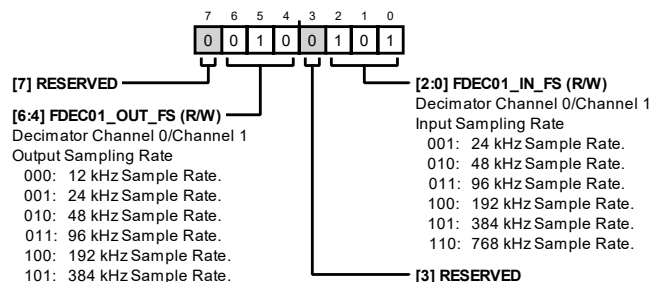 7 6 5 4 3 2 1 0
0 0 1 0 0 1 0 1
[7] RESERVED
[6:4] FDEC01_OUT_FS (R/W)
Decimator Channel 0/Channel 1
Output Sampling Rate
000: 12 kHz Sample Rate.
001: 24 kHz Sample Rate.
010: 48 kHz Sample Rate.
011: 96 kHz Sample Rate.
100: 192 kHz Sample Rate.
101: 384 kHz Sample Rate.
[2:0] FDEC01_IN_FS (R/W)
Decimator Channel 0/Channel 1
Input Sampling Rate
001: 24 kHz Sample Rate.
010: 48 kHz Sample Rate.
011: 96 kHz Sample Rate.
100: 192 kHz Sample Rate.
101: 384 kHz Sample Rate.
110: 768 kHz Sample Rate.
[3] RESERVED